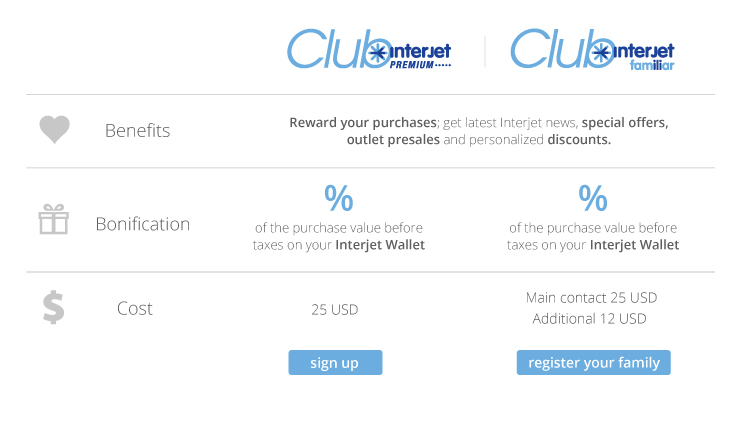 Club interjet Club interjet
PREMIUM familiar
Benefits
Reward your purchases; get latest Interjet news, special offers,
outlet presales and personalized discounts.
% %
Bonification
of the purchase value before of the purchase value before
taxes on your Interjet Wallet taxes on your Interjet Wallet
Cost
25 USD
Main contact 25 USD
Additional 12 USD
sign up register your family